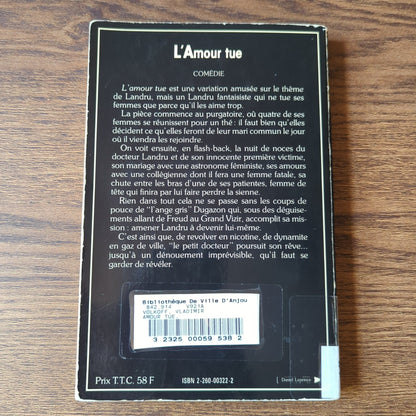 L'Amour tue
COMÉDIE
L'amour tue est une variation amusée sur le thème
de Landru, mais un Landru fantaisiste qui ne tue ses
femmes que parce qu'il les aime trop.
La pièce commence au purgatoire, où quatre de ses
femmes se réunissent pour un thé : il faut bien qu'elles
décident ce qu'elles feront de leur mari commun le jour
où il viendra les rejoindre.
On voit ensuite, en flash-back, la nuit de noces du
docteur Landru et de son innocente première victime,
son mariage avec une astronome féministe, ses amours
avec une collégienne dont il fera une femme fatale, sa
chute entre les bras d'une de ses patientes, femme de
tête qui finira par lui faire perdre la sienne.
Rien dans tout cela ne se passe sans les coups de
pouce de "l'ange gris" Dugazon qui, sous des déguise-
ments allant de Freud au Grand Vizir, accomplit sa mis-
sion : amener Landru à devenir lui-même.
C'est ainsi que, de revolver en nicotine, de dynamite
en gaz de ville, "le petit docteur" poursuit son rêve...
jusqu'à un dénouement imprévisible, qu'il faut se
garder de révéler.
Bibliothèque De Ville D'Anjou
842.914 V921A
VOLKOFF, VLADIMIR
AMOUR TUE
3 2325 00059 538 2
Prix T.T.C. 58 F
ISBN 2-260-00322-2